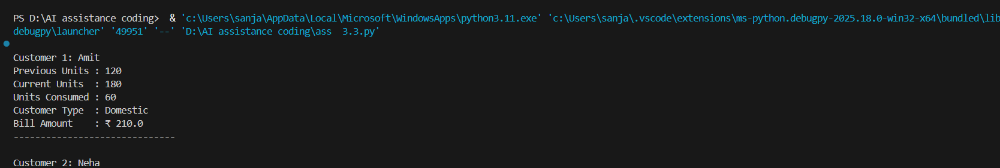 PS D:\AI assistance coding>  & 'c:\Users\sanja\AppData\Local\Microsoft\WindowsApps\python3.11.exe' 'c:\Users\sanja\.vscode\extensions\ms-python.debugpy-2025.18.0-win32-x64\bundled\lib
debugpy\launcher' '49951' '--' 'D:\AI assistance coding\ass  3.3.py'
Customer 1: Amit
Previous Units : 120
Current Units  : 180
Units Consumed : 60
Customer Type  : Domestic
Bill Amount    : ₹ 210.0
------------------------------
Customer 2: Neha